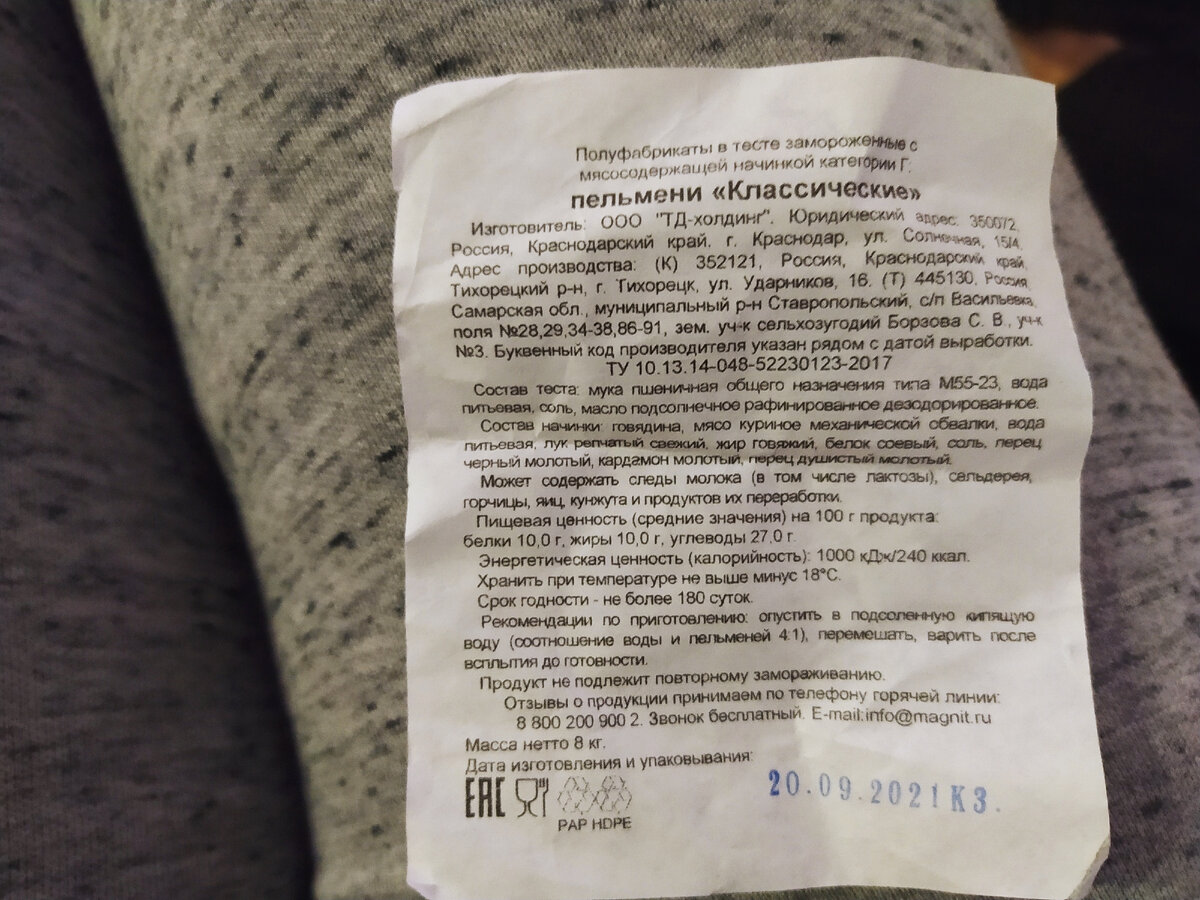 Полуфабрикаты в тесте замороженные с
мясосодержащей начинкой категории Г:
пельмени «Классические»
Изготовитель: ООО "ТД-холдинг". Юридический адрес: 350072,
Россия, Краснодарский край, г. Краснодар, ул. Солнечная, 15/4.
Адрес производства: (К) 352121, Россия, Краснодарский край,
Тихорецкий р-н, г. Тихорецк, ул. Ударников, 16. (Т) 445130, Россия,
Самарская обл., муниципальный р-н Ставропольский, с/п Васильевка,
поля №28,29,34-38,86-91, зем. уч-к сельхозугодий Борзова С. В., уч-к
№3. Буквенный код производителя указан рядом с датой выработки.
ТУ 10.13.14-048-52230123-2017
Состав теста: мука пшеничная общего назначения типа М55-23, вода
питьевая, соль, масло подсолнечное рафинированное дезодорированное.
Состав начинки: говядина, мясо куриное механической обвалки, вода
питьевая, лук репчатый свежий, жир говяжий, белок соевый, соль, перец
черный молотый, кардамон молотый, перец душистый молотый.
Может содержать следы молока (в том числе лактозы), сельдерея,
горчицы, яиц, кунжута и продуктов их переработки.
Пищевая ценность (средние значения) на 100 г продукта:
белки 10,0 г, жиры 10,0 г, углеводы 27,0 г.
Энергетическая ценность (калорийность): 1000 кДж/240 ккал.
Хранить при температуре не выше минус 18°С.
Срок годности - не более 180 суток.
Рекомендации по приготовлению: опустить в подсоленную кипящую
воду (соотношение воды и пельменей 4:1), перемешать, варить после
всплытия до готовности.
Продукт не подлежит повторному замораживанию.
Отзывы о продукции принимаем по телефону горячей линии:
8 800 200 900 2. Звонок бесплатный. E-mail:info@magnit.ru
Масса нетто 8 кг.
Дата изготовления и упаковывания:
20.09.2021К3.
EAC
PAP HDPE